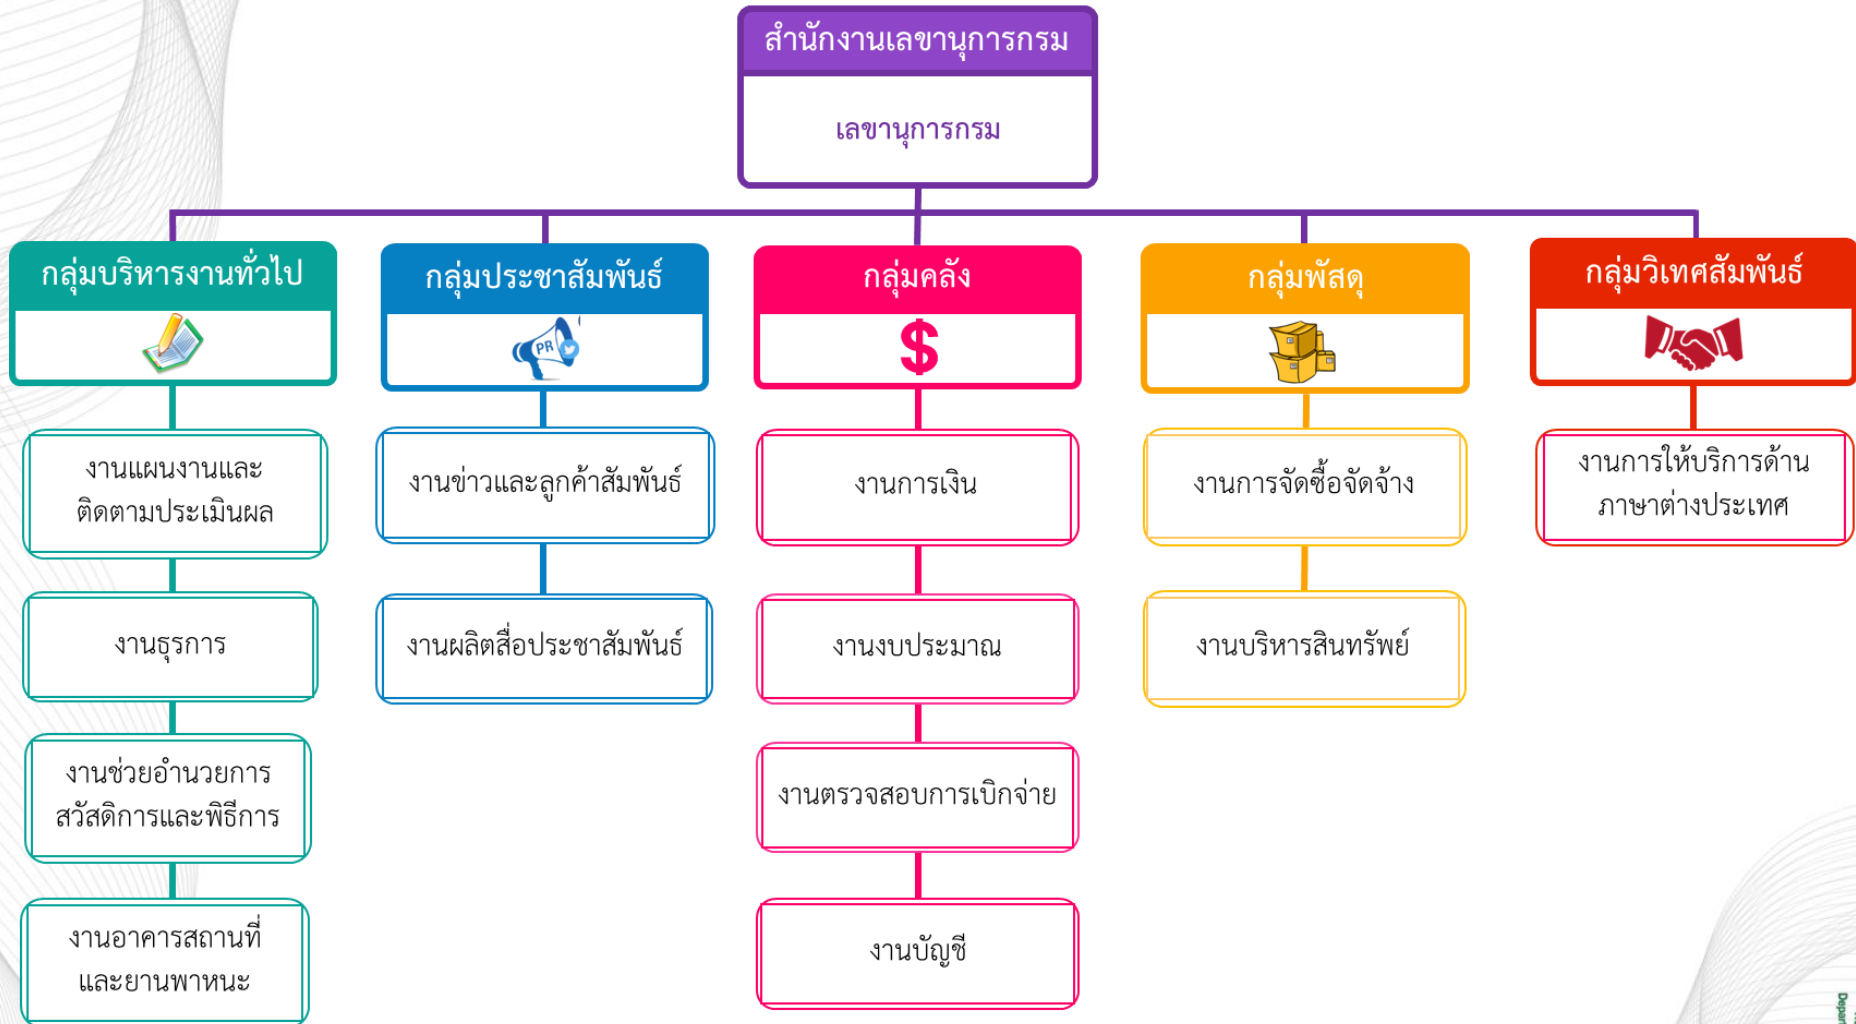 สำนักงานเลขานุการกรม
เลขานุการกรม
กลุ่มบริหารงานทั่วไป
งานแผนงานและ
ติดตามประเมินผล
งานธุรการ
งานช่วยอำนวยการ
สวัสดิการและพิธีการ
งานอาคารสถานที่
และยานพาหนะ
กลุ่มประชาสัมพันธ์
PR
งานข่าวและลูกค้าสัมพันธ์
งานผลิตสื่อประชาสัมพันธ์
กลุ่มคลัง
$
งานการเงิน
งานงบประมาณ
งานตรวจสอบการเบิกจ่าย
งานบัญชี
กลุ่มพัสดุ
งานการจัดซื้อจัดจ้าง
งานบริหารสินทรัพย์
กลุ่มวิเทศสัมพันธ์
งานการให้บริการด้าน
ภาษาต่างประเทศ